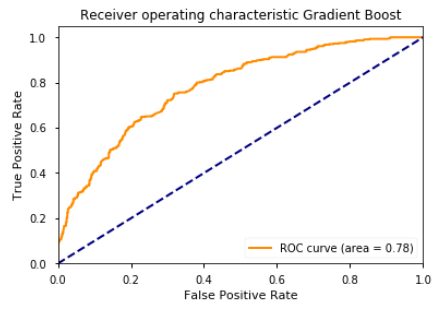 Receiver operating characteristic Gradient Boost
True Positive Rate
1.0
0.8
0.6
0.4
0.2
0.0
ROC curve (area = 0.78)
0.0 0.2 0.4 0.6 0.8 1.0
False Positive Rate